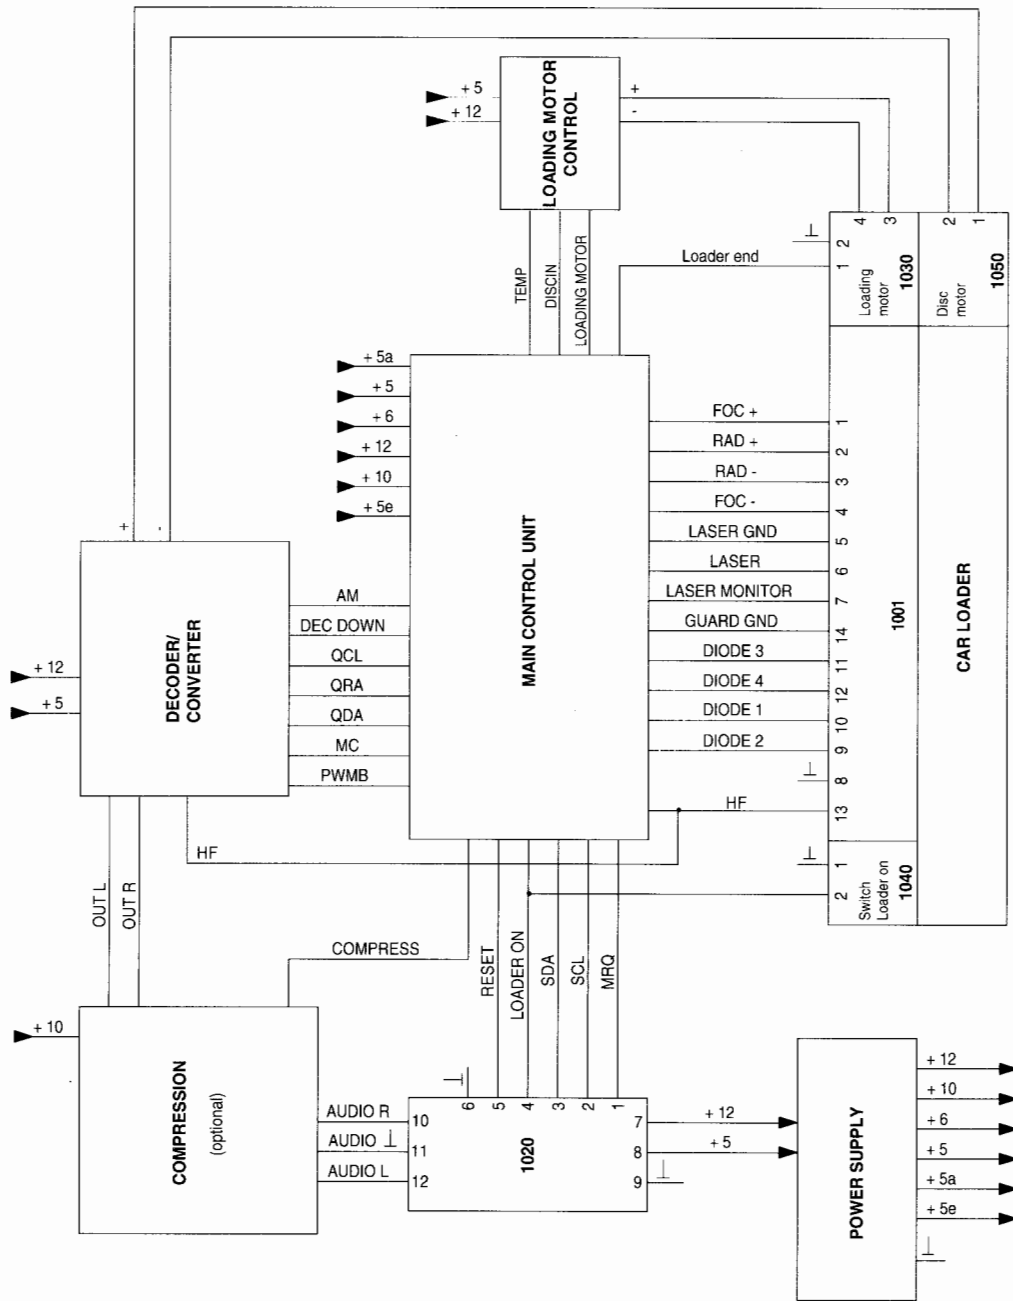 + 5
+ 12
LOADING MOTOR
CONTROL
+
-
TEMP
DISCIN
LOADING MOTOR
Loader end
4
3
2
1
2
1
Loading
motor
1030
Disc
motor
1050
+ 5a
+ 5
+ 6
+ 12
+ 10
+ 5e
MAIN CONTROL UNIT
FOC +
RAD +
RAD -
FOC -
LASER GND
LASER
LASER MONITOR
GUARD GND
DIODE 3
DIODE 4
DIODE 1
DIODE 2
HF
1
2
3
4
5
6
7
14
11
12
10
9
8
13
1001
CAR LOADER
+
-
+ 12
+ 5
DECODER/
CONVERTER
AM
DEC DOWN
QCL
QRA
QDA
MC
PWMB
HF
1
2
Switch
Loader on
1040
OUT L
OUT R
COMPRESS
RESET
LOADER ON
SDA
SCL
MRQ
+ 10
COMPRESSION
(optional)
AUDIO R
AUDIO ⊥
AUDIO L
6
5
4
3
2
1
10
11
12
1020
7
8
9
+ 12
+ 5
POWER SUPPLY
+ 12
+ 10
+ 6
+ 5
+ 5a
+ 5e